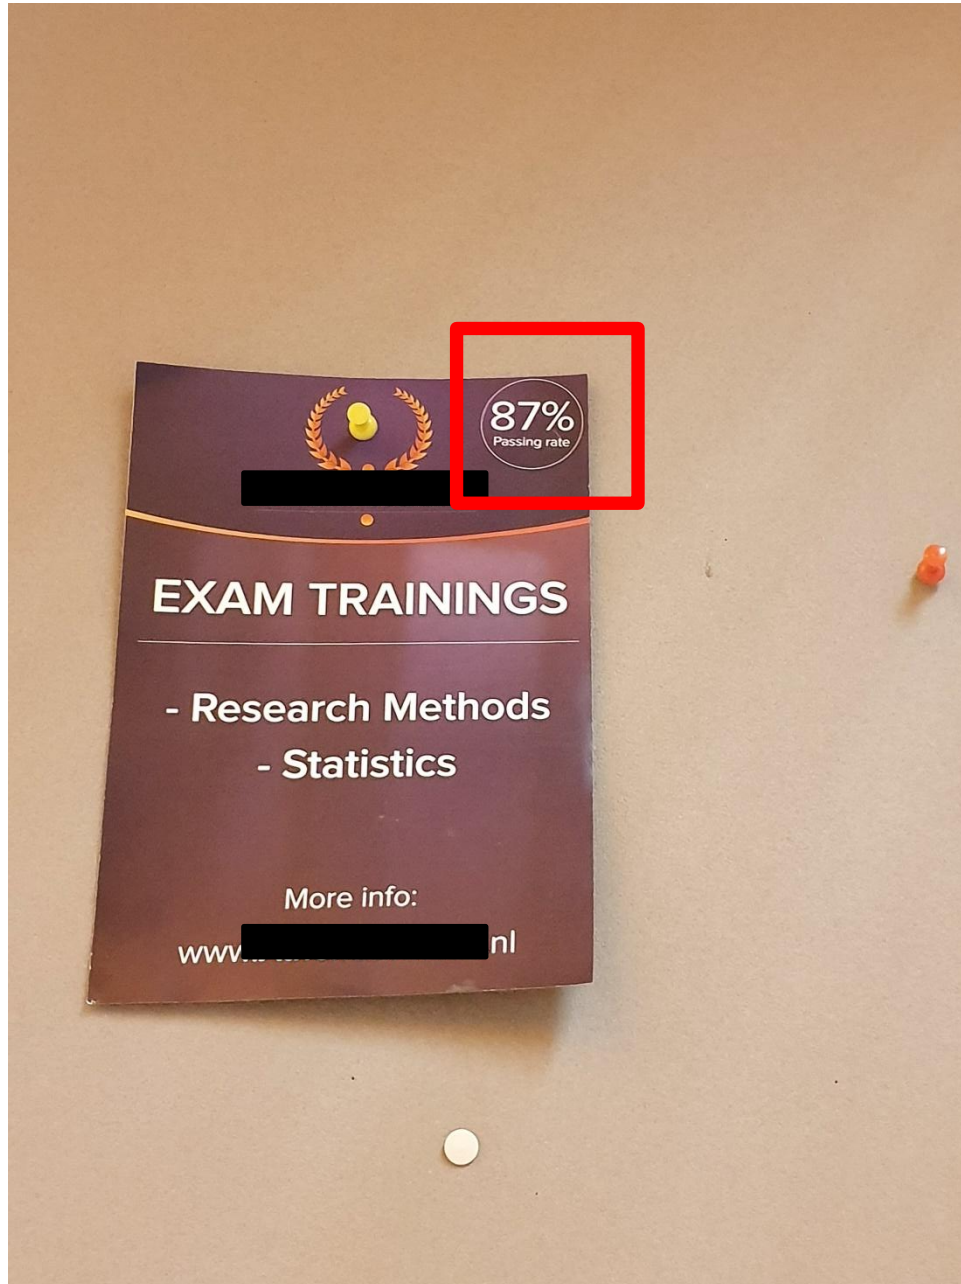 87%
Passing rate
EXAM TRAININGS
- Research Methods
- Statistics
More info:
www.
nl